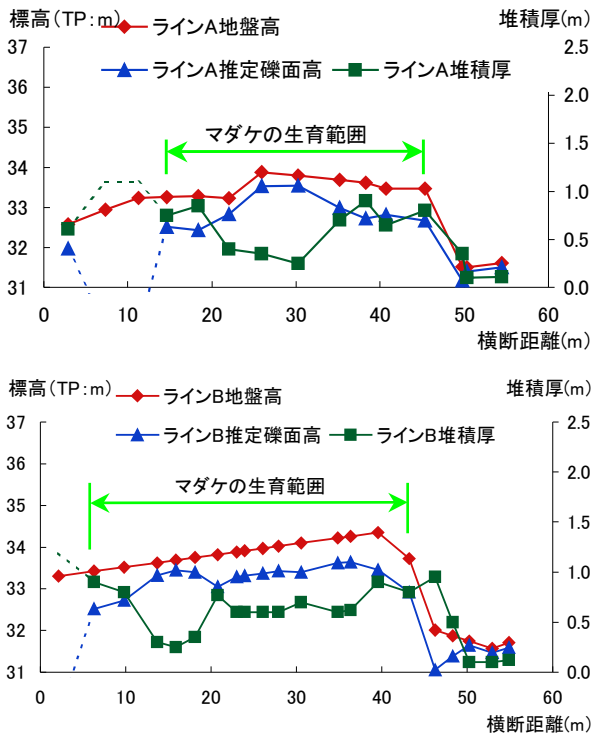 標高(TP:m)
堆積厚(m)
ラインA地盤高
ラインA推定礫面高
ラインA堆積厚
マダケの生育範囲
37
36
35
34
33
32
31
2.5
2.0
1.5
1.0
0.5
0.0
0 10 20 30 40 50 60
横断距離(m)
標高(TP:m)
堆積厚(m)
ラインB地盤高
ラインB推定礫面高
ラインB堆積厚
マダケの生育範囲
37
36
35
34
33
32
31
2.5
2.0
1.5
1.0
0.5
0.0
0 10 20 30 40 50 60
横断距離(m)